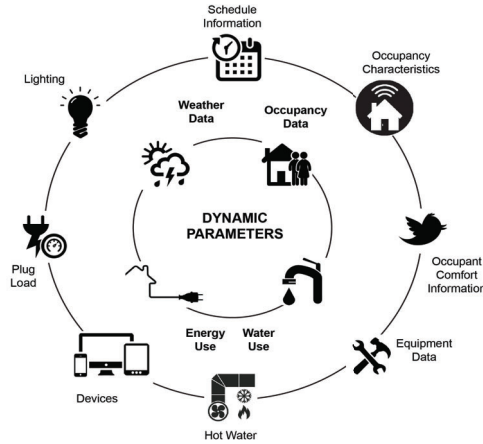 Schedule
Information
Occupancy
Characteristics
Lighting
Weather
Data
Occupancy
Data
DYNAMIC
PARAMETERS
Plug
Load
Occupant
Comfort
Information
Energy
Use
Water
Use
Equipment
Data
Devices
Hot Water